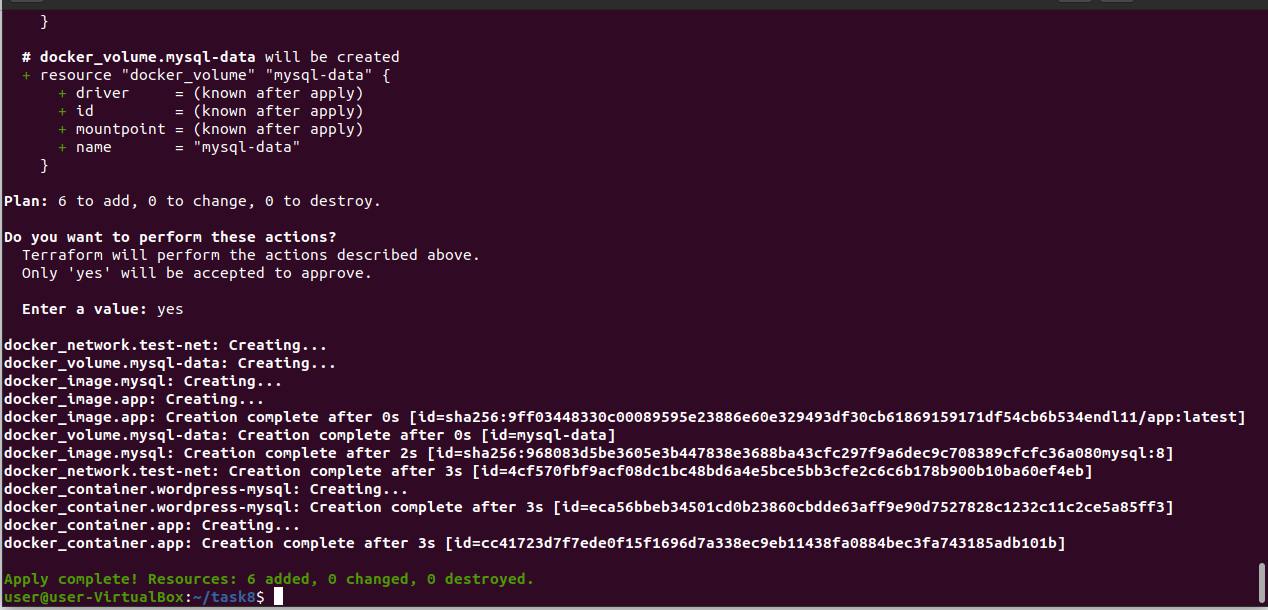 }

  # docker_volume.mysql-data will be created
  + resource "docker_volume" "mysql-data" {
      + driver     = (known after apply)
      + id         = (known after apply)
      + mountpoint = (known after apply)
      + name       = "mysql-data"
    }

Plan: 6 to add, 0 to change, 0 to destroy.

Do you want to perform these actions?
  Terraform will perform the actions described above.
  Only 'yes' will be accepted to approve.

  Enter a value: yes

docker_network.test-net: Creating...
docker_volume.mysql-data: Creating...
docker_image.mysql: Creating...
docker_image.app: Creating...
docker_image.app: Creation complete after 0s [id=sha256:9ff03448330c00089595e23886e60e329493df30cb61869159171df54cb6b534endl11/app:latest]
docker_volume.mysql-data: Creation complete after 0s [id=mysql-data]
docker_image.mysql: Creation complete after 2s [id=sha256:968083d5be3605e3b447838e3688ba43cfc297f9a6dec9c708389cfcfc36a080mysql:8]
docker_network.test-net: Creation complete after 3s [id=4cf570fbf9acf08dc1bc48bd6a4e5bce5bb3cfe2c6c6b178b900b10ba60ef4eb]
docker_container.wordpress-mysql: Creating...
docker_container.wordpress-mysql: Creation complete after 3s [id=eca56bbeb34501cd0b23860cbdde63aff9e90d7527828c1232c11c2ce5a85ff3]
docker_container.app: Creating...
docker_container.app: Creation complete after 3s [id=cc41723d7f7ede0f15f1696d7a338ec9eb11438fa0884bec3fa743185adb101b]

Apply complete! Resources: 6 added, 0 changed, 0 destroyed.
user@user-VirtualBox:~/task8$